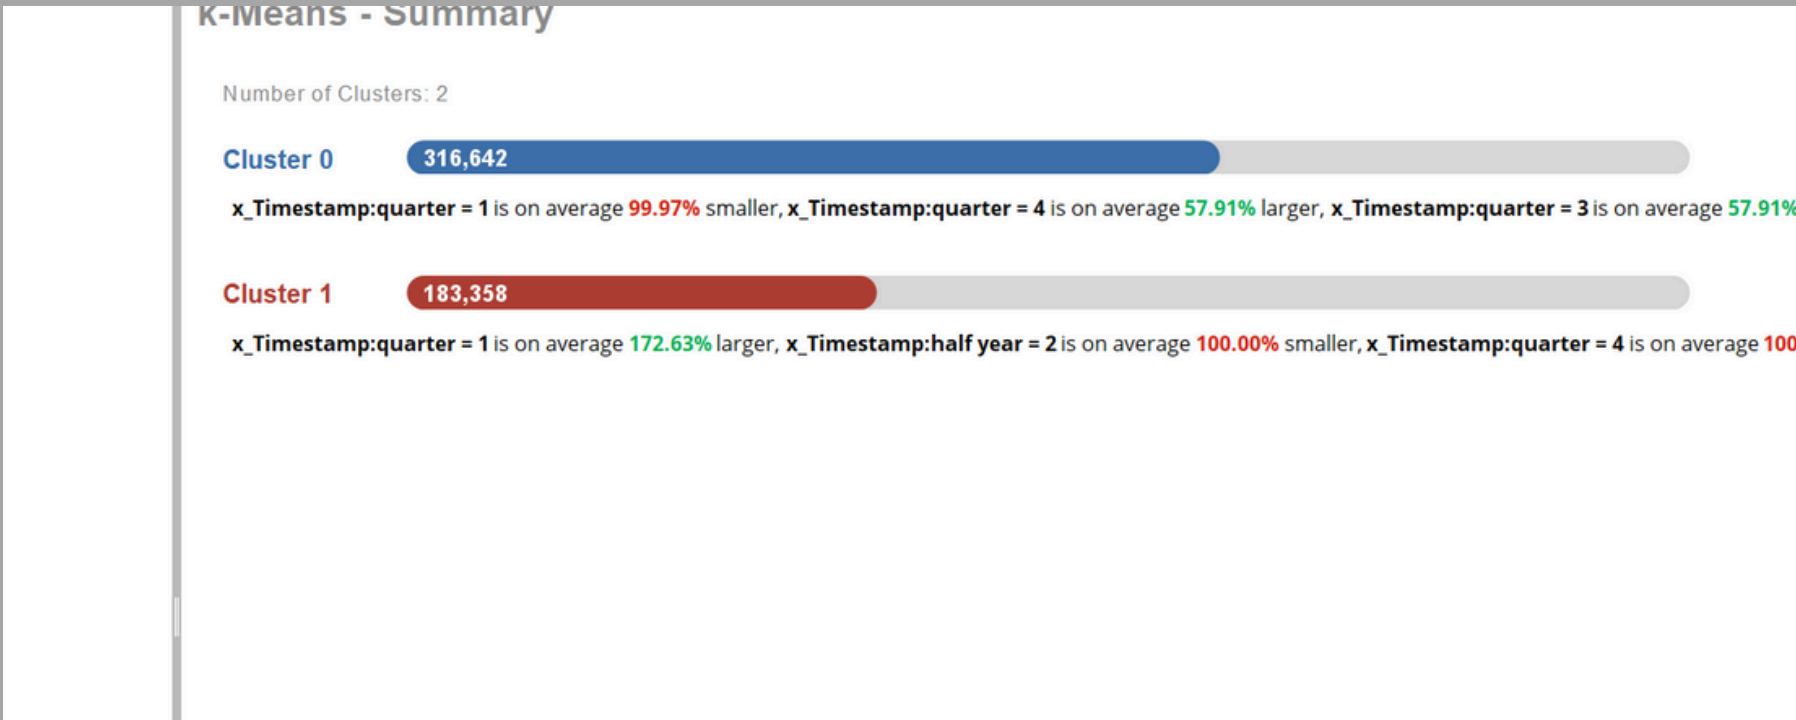 k-Means - Summary
Number of Clusters: 2
Cluster 0 316,642
x_Timestamp:quarter = 1 is on average 99.97% smaller, x_Timestamp:quarter = 4 is on average 57.91% larger, x_Timestamp:quarter = 3 is on average 57.91%
Cluster 1 183,358
x_Timestamp:quarter = 1 is on average 172.63% larger, x_Timestamp:half year = 2 is on average 100.00% smaller, x_Timestamp:quarter = 4 is on average 100